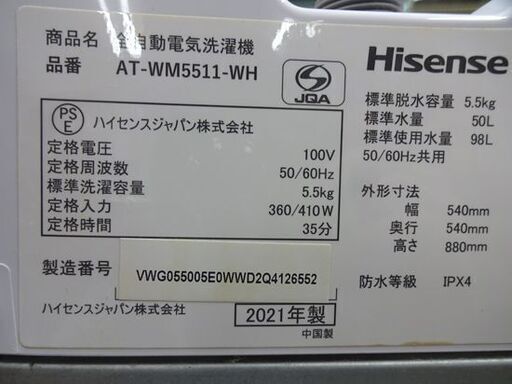 商品名 全自動電気洗濯機
品番 AT-WM5511-WH
JQA
Hisense
PS
E
ハイセンスジャパン株式会社
定格電圧 100V
定格周波数 50/60Hz
標準洗濯容量 5.5kg
定格入力 360/410W
定格時間 35分
標準脱水容量 5.5kg
標準水量 50L
標準使用水量 98L
50/60Hz共用
外形寸法
幅 540mm
奥行 540mm
高さ 880mm
製造番号 VWG055005E0WWD2Q4126552
防水等級 IPX4
ハイセンスジャパン株式会社
2021年製
中国製